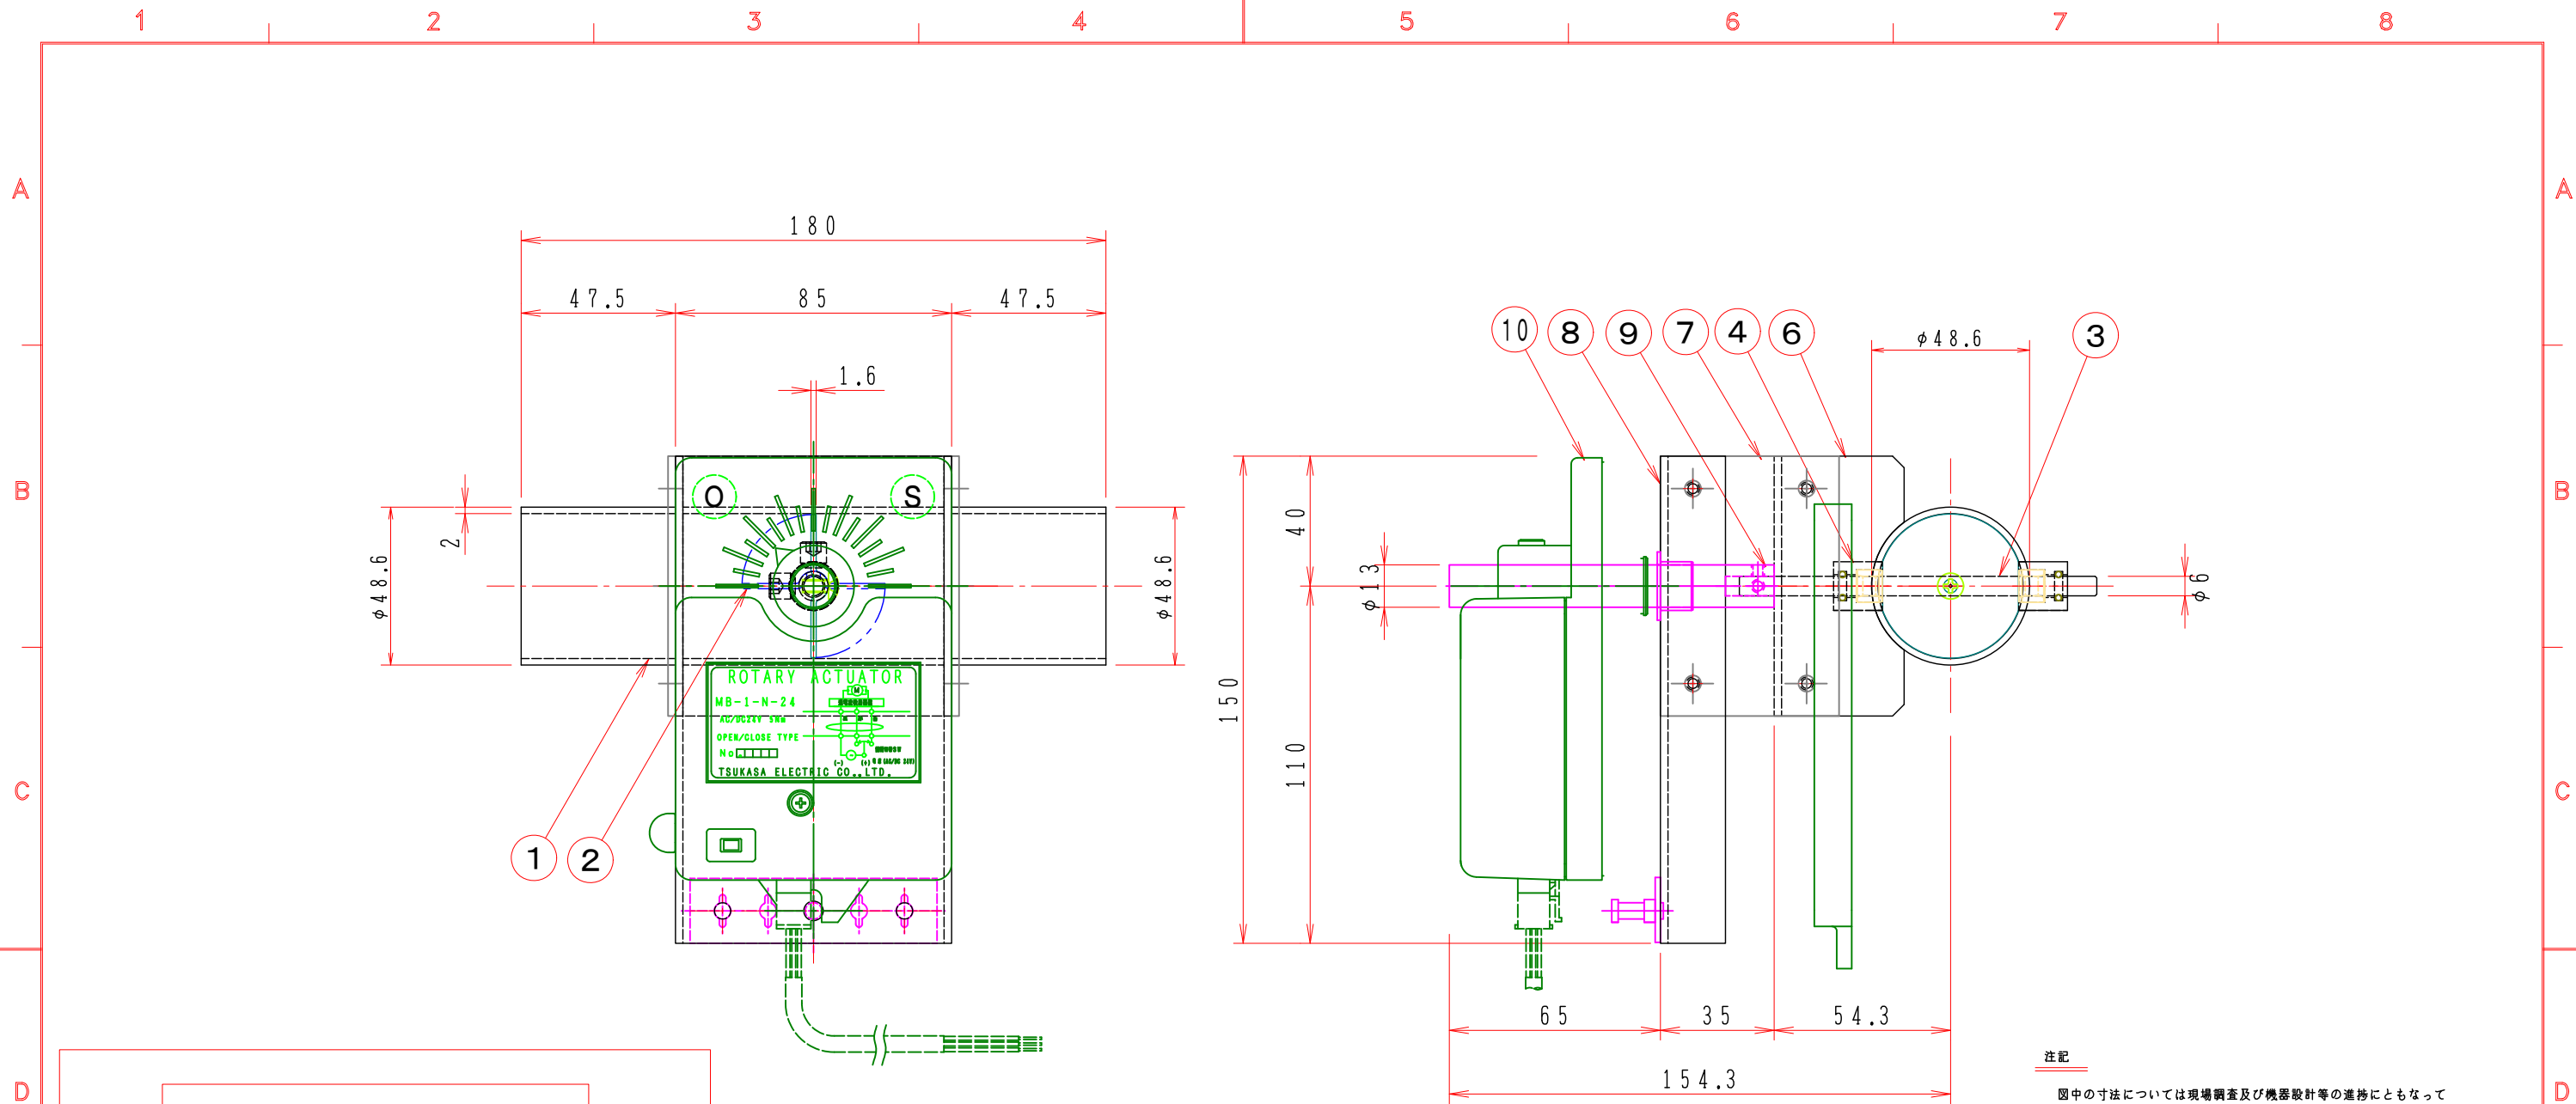 1 2 3 4 5 6 7 8
A A
180
47.5 85 47.5
1.6
10 8 9 7 4 6 3
φ48.6
B B
O S
2
40
φ48.6
φ48.6
φ13
φ6
ROTARY ACTUATOR
MB-1-N-24
AC/DC24V 5Nm
OPEN/CLOSE TYPE
No.
(-) (+)
TSUKASA ELECTRIC CO.,LTD.
M
150
110
C C
1 2
65 35 54.3
154.3
注記
D D
図中の寸法については現場調査及び機器設計等の進捗にともなって